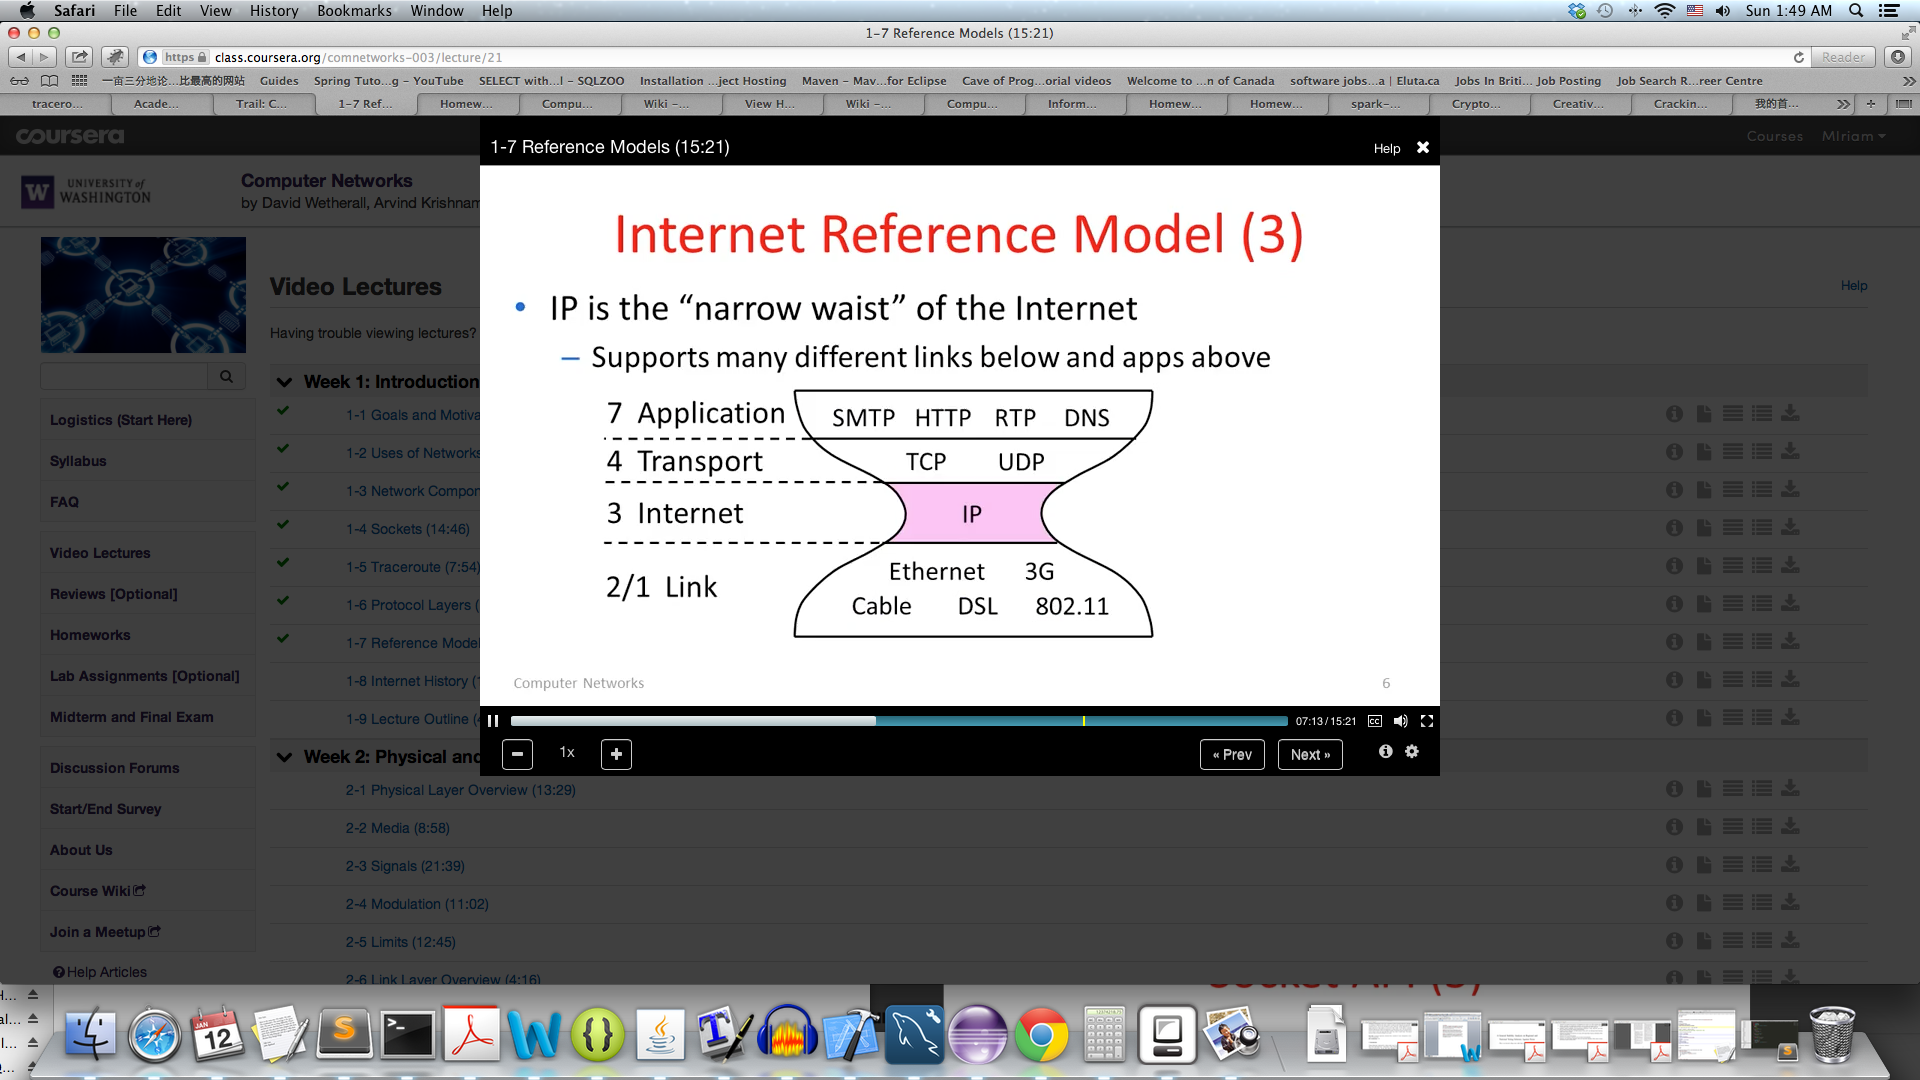 Safari File Edit View History Bookmarks Window Help Sun 1:49 AM
1-7 Reference Models (15:21)
https class.coursera.org/comnetworks-003/lecture/21 Reader
一亩三分地论...比最高的网站 Guides Spring Tuto...g - YouTube SELECT with...l - SQLZOO Installation ...ject Hosting Maven - Mav...for Eclipse Cave of Prog...orial videos Welcome to ...n of Canada software jobs...a | Eluta.ca Jobs In Briti... Job Posting Job Search R...reer Centre
tracero... Acade... Trail: C... 1-7 Ref... Homew... Compu... Wiki -... View H... Wiki -... Compu... Inform... Homew... Homew... spark-... Crypto... Creativ... Crackin... 我的首...
coursera Courses MIriam
1-7 Reference Models (15:21) Help
W UNIVERSITY of WASHINGTON
Computer Networks
by David Wetherall, Arvind Krishnam
Internet Reference Model (3)
• IP is the “narrow waist” of the Internet
– Supports many different links below and apps above
7 Application SMTP HTTP RTP DNS
4 Transport TCP UDP
3 Internet IP
2/1 Link Ethernet 3G
Cable DSL 802.11
Computer Networks 6
07:13/15:21 CC
1x « Prev Next »
Logistics (Start Here)
Syllabus
FAQ
Video Lectures
Reviews [Optional]
Homeworks
Lab Assignments [Optional]
Midterm and Final Exam
Discussion Forums
Start/End Survey
About Us
Course Wiki
Join a Meetup
Help Articles
Video Lectures
Help
Having trouble viewing lectures?
Week 1: Introduction
1-1 Goals and Motiva
1-2 Uses of Networks
1-3 Network Compon
1-4 Sockets (14:46)
1-5 Traceroute (7:54)
1-6 Protocol Layers (
1-7 Reference Model
1-8 Internet History (
1-9 Lecture Outline (
Week 2: Physical and
2-1 Physical Layer Overview (13:29)
2-2 Media (8:58)
2-3 Signals (21:39)
2-4 Modulation (11:02)
2-5 Limits (12:45)
2-6 Link Layer Overview (4:16)
Socket API (3)
JAN
12